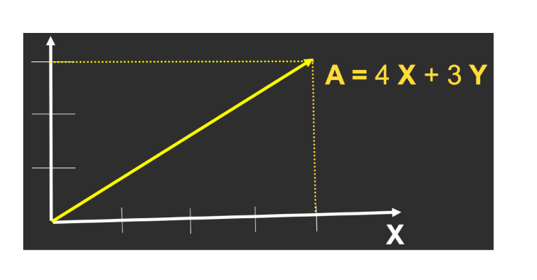 A = 4 X + 3 Y
X